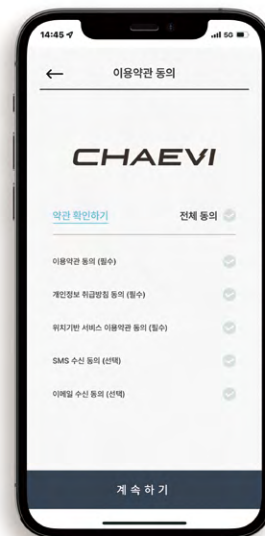 14:45
5G
이용약관 동의
CHAEVI
약관 확인하기
전체 동의
이용약관 동의 (필수)
개인정보 취급방침 동의 (필수)
위치기반 서비스 이용약관 동의 (필수)
SMS 수신 동의 (선택)
이메일 수신 동의 (선택)
계속하기